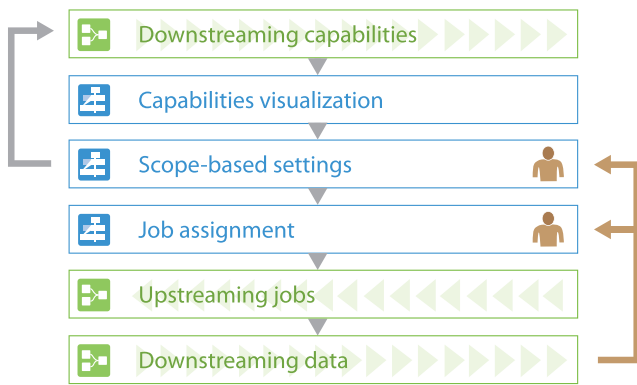 Downstreaming capabilities
Capabilities visualization
Scope-based settings
Job assignment
Upstreaming jobs
Downstreaming data